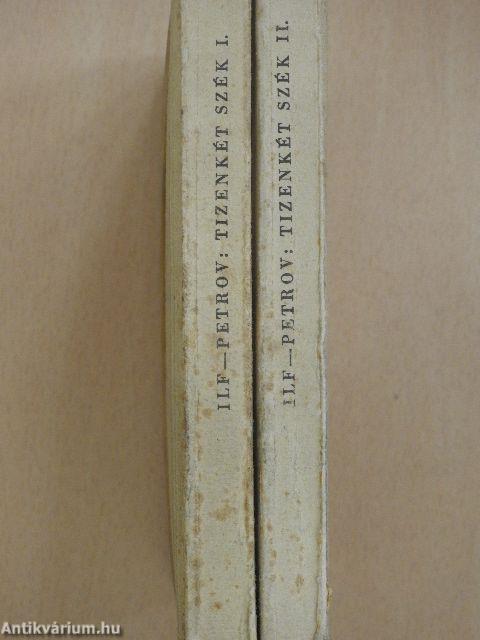 ILF—PETROV: TIZENKÉT SZÉK I.
ILF—PETROV: TIZENKÉT SZÉK II.
Antikvárium.hu